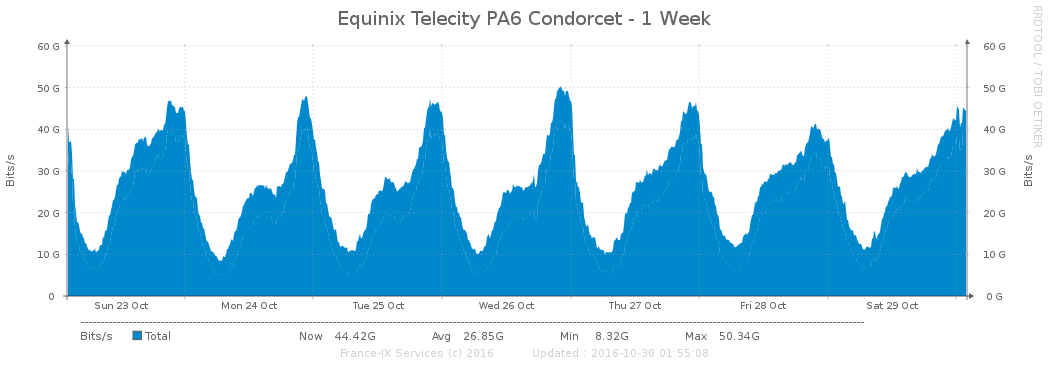 Equinix Telecity PA6 Condorcet - 1 Week
RRDTOOL / TOBI OETIKER
Bits/s
60 G
50 G
40 G
30 G
20 G
10 G
0
60 G
50 G
40 G
30 G
20 G
10 G
0 G
Bits/s
Sun 23 Oct Mon 24 Oct Tue 25 Oct Wed 26 Oct Thu 27 Oct Fri 28 Oct Sat 29 Oct
Bits/s Total Now 44.42G Avg 26.85G Min 8.32G Max 50.34G
France-IX Services (c) 2016 Updated : 2016-10-30 01:55:08